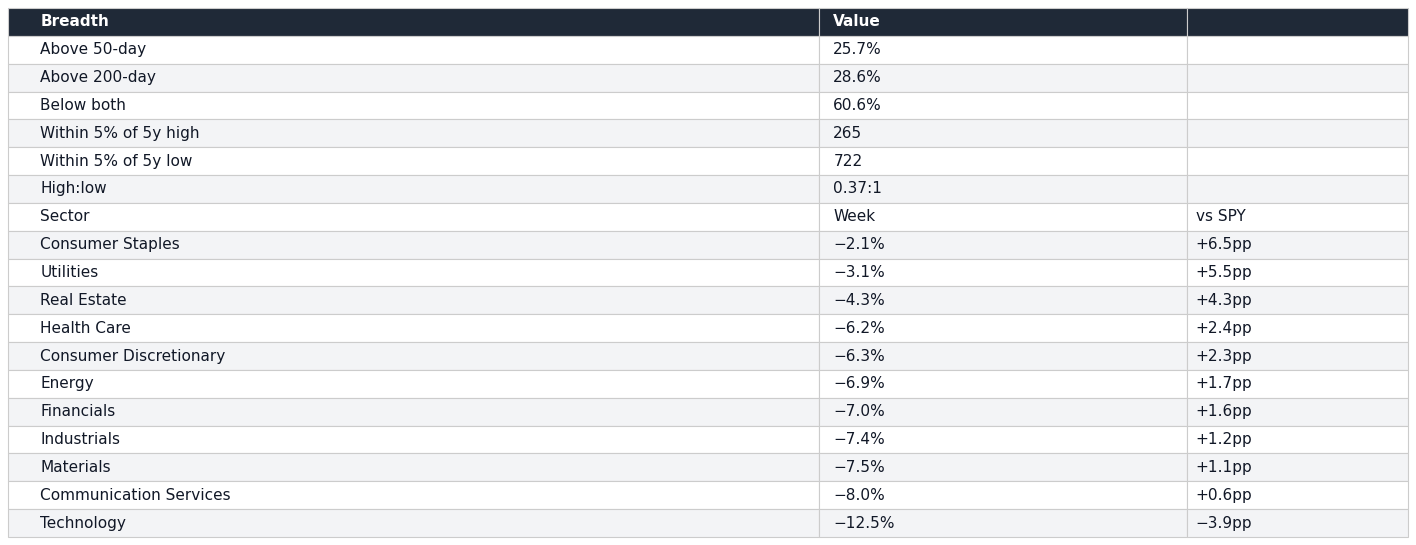 Breadth Value
Above 50-day 25.7%
Above 200-day 28.6%
Below both 60.6%
Within 5% of 5y high 265
Within 5% of 5y low 722
High:low 0.37:1
Sector Week vs SPY
Consumer Staples −2.1% +6.5pp
Utilities −3.1% +5.5pp
Real Estate −4.3% +4.3pp
Health Care −6.2% +2.4pp
Consumer Discretionary −6.3% +2.3pp
Energy −6.9% +1.7pp
Financials −7.0% +1.6pp
Industrials −7.4% +1.2pp
Materials −7.5% +1.1pp
Communication Services −8.0% +0.6pp
Technology −12.5% −3.9pp